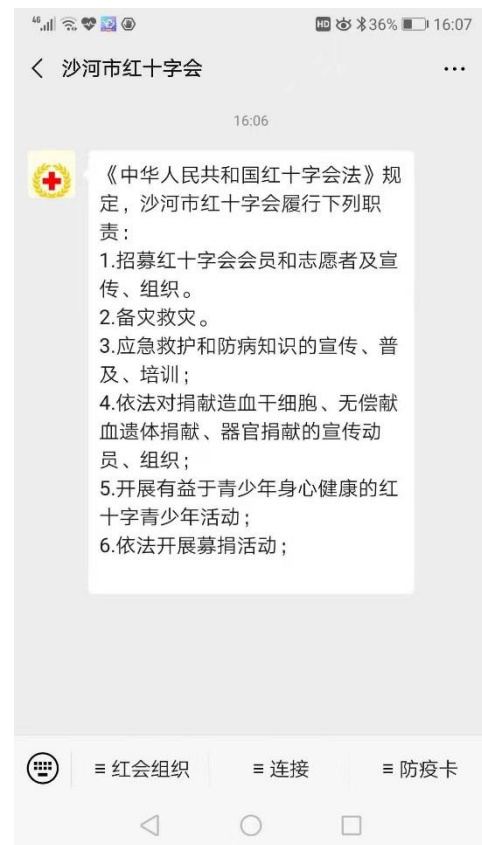 46 HD 36% 16:07
沙河市红十字会
16:06
《中华人民共和国红十字会法》规
定，沙河市红十字会履行下列职
责：
1.招募红十字会会员和志愿者及宣
传、组织。
2.备灾救灾。
3.应急救护和防病知识的宣传、普
及、培训；
4.依法对捐献造血干细胞、无偿献
血遗体捐献、器官捐献的宣传动
员、组织；
5.开展有益于青少年身心健康的红
十字青少年活动；
6.依法开展募捐活动；
≡ 红会组织 ≡ 连接 ≡ 防疫卡